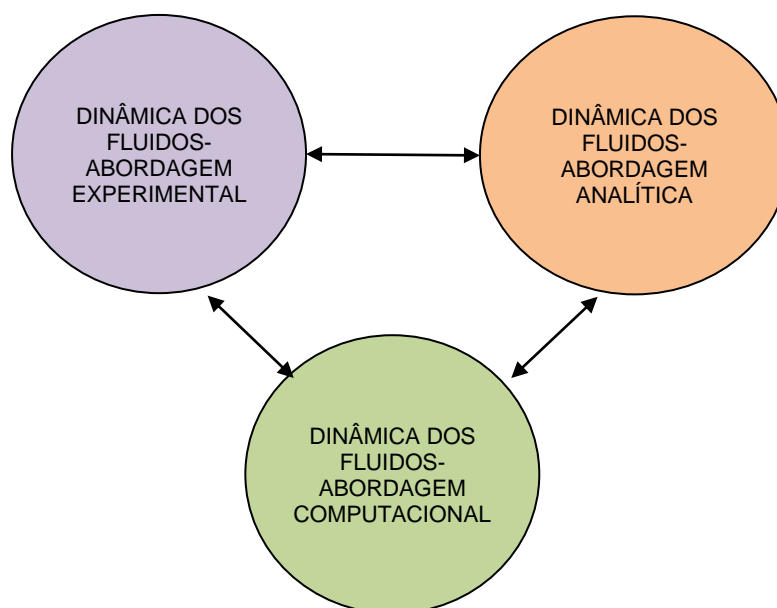 DINÂMICA DOS
FLUIDOS-
ABORDAGEM
EXPERIMENTAL
DINÂMICA DOS
FLUIDOS-
ABORDAGEM
ANALÍTICA
DINÂMICA DOS
FLUIDOS-
ABORDAGEM
COMPUTACIONAL